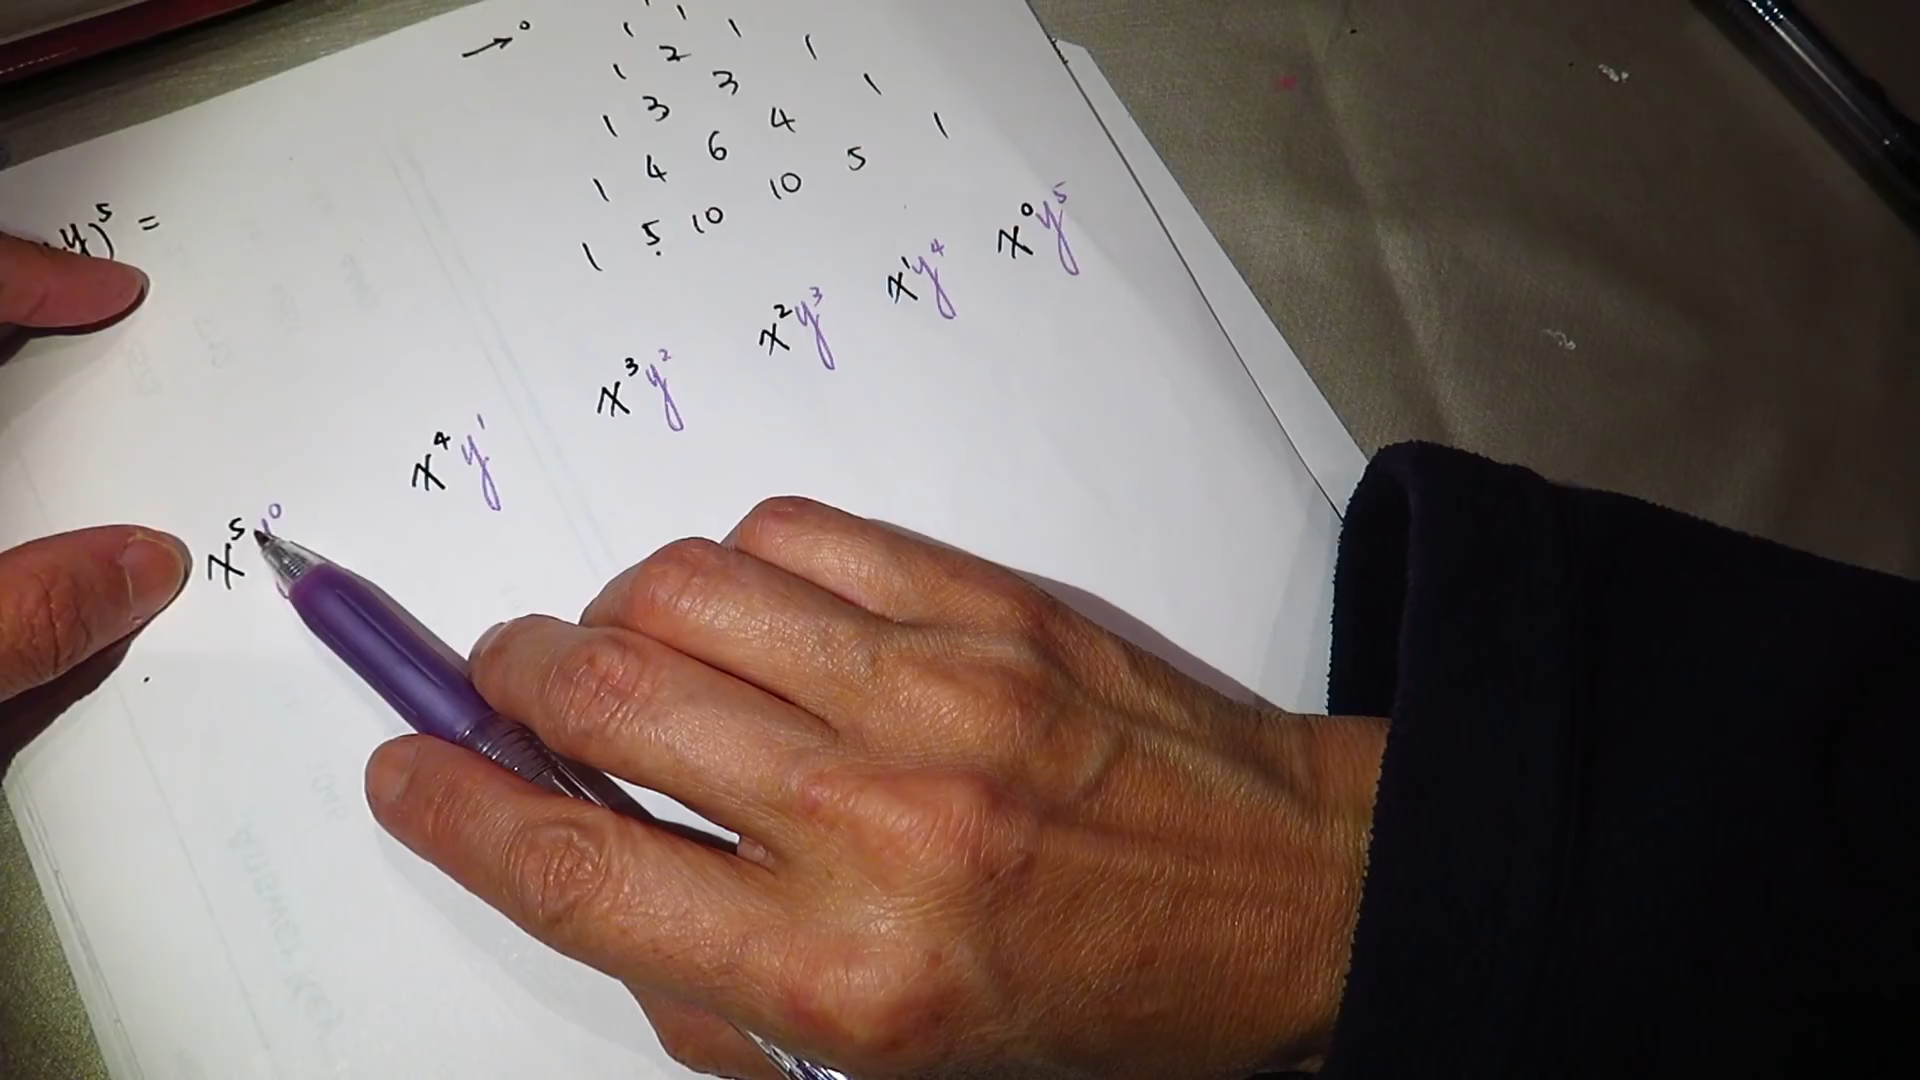 → 0
1 1
1 2 1
1 3 3 1
1 4 6 4 1
1 5 10 10 5 1
y)⁵ =
x⁵y⁰ x⁴y¹ x³y² x²y³ x¹y⁴ x⁰y⁵